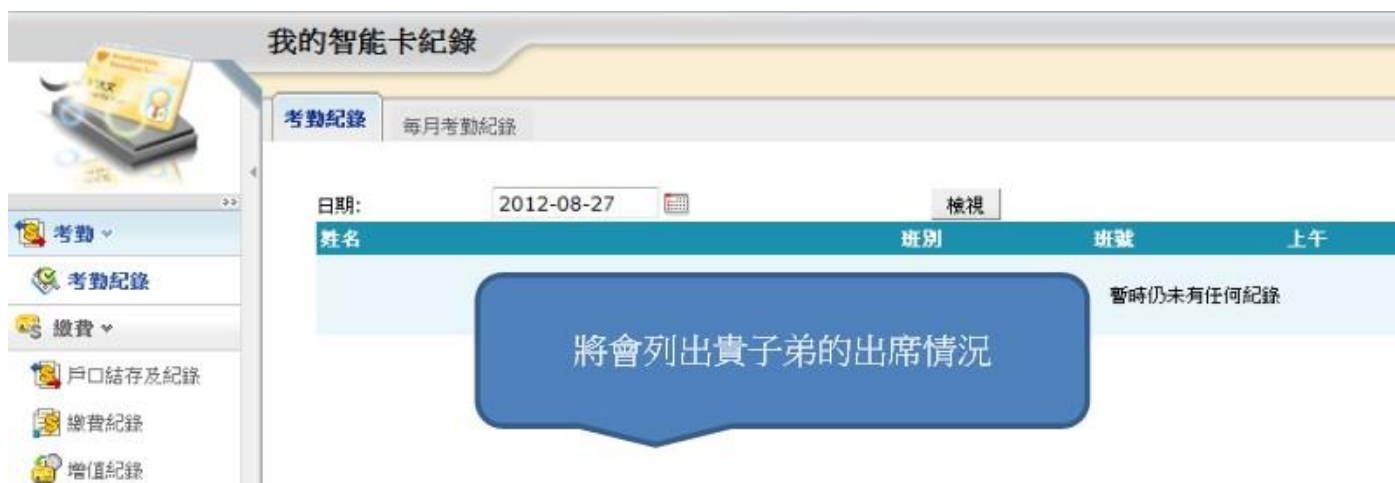 我的智能卡紀錄
考勤紀錄 每月考勤紀錄
日期: 2012-08-27 檢視
姓名 班別 班號 上午
暫時仍未有任何紀錄
將會列出貴子弟的出席情況
考勤
考勤紀錄
繳費
戶口結存及紀錄
繳費紀錄
增值紀錄